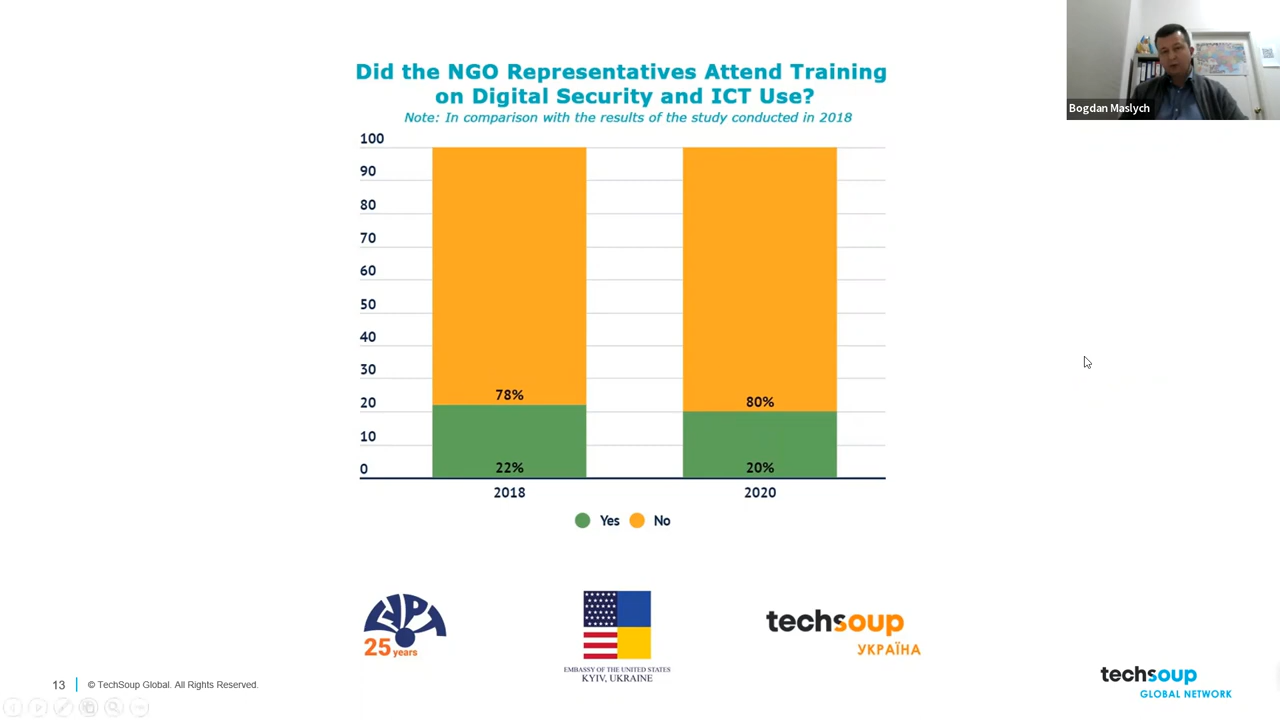 Bogdan Maslych
Did the NGO Representatives Attend Training
on Digital Security and ICT Use?
Note: In comparison with the results of the study conducted in 2018
100
90
80
70
60
50
40
30
20
10
0
78%
80%
22%
20%
2018
2020
Yes
No
25 years
EMBASSY OF THE UNITED STATES
KYIV, UKRAINE
techsoup
УКРАЇНА
techsoup
GLOBAL NETWORK
13
© TechSoup Global. All Rights Reserved.